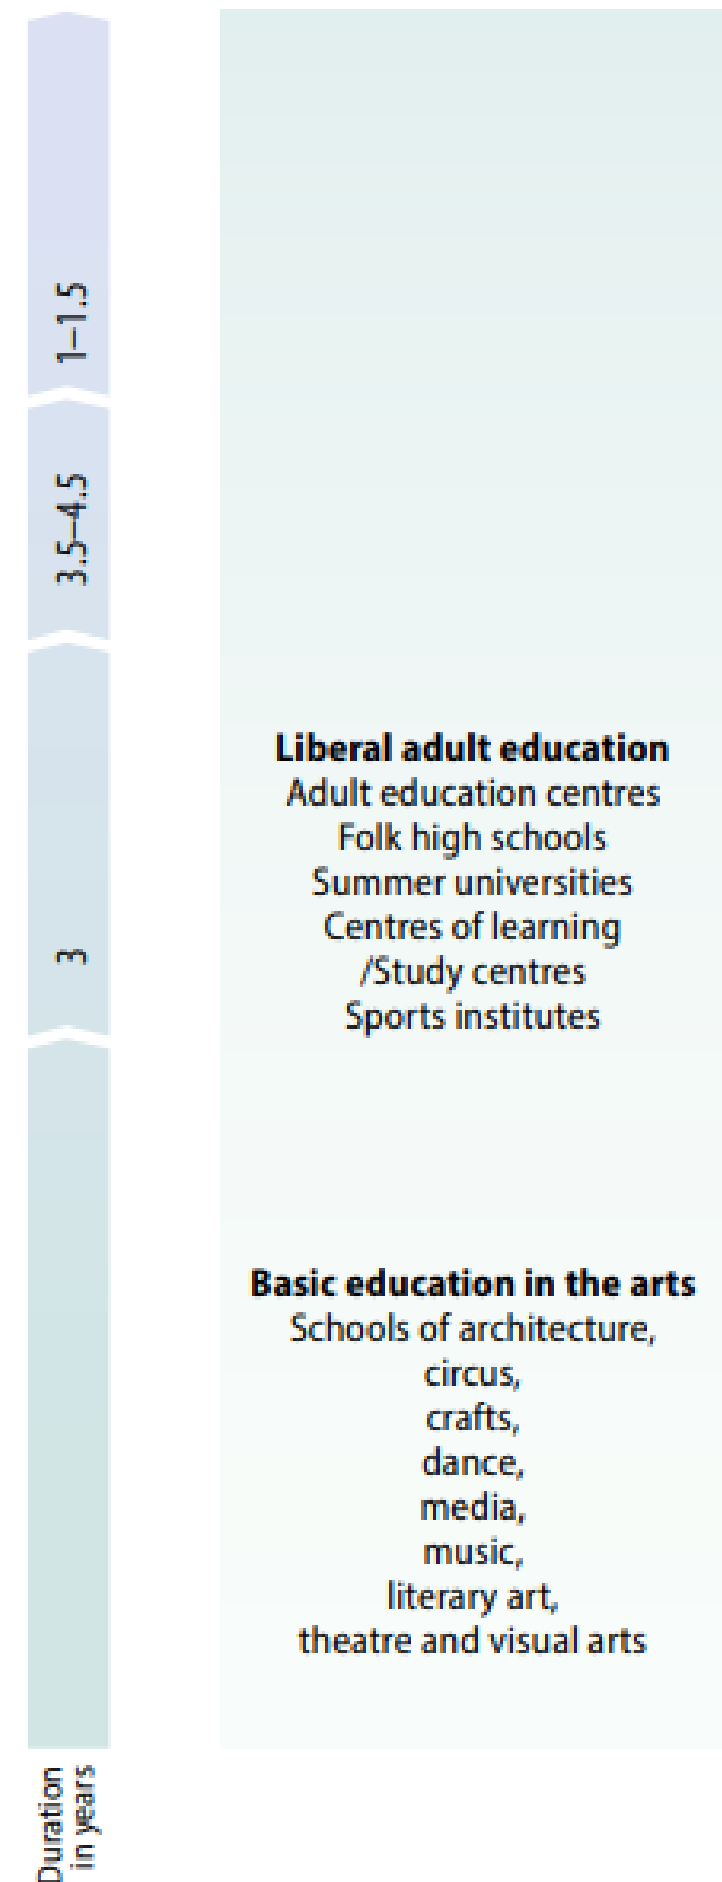 1–1.5
3.5–4.5
3
Duration
in years
Liberal adult education
Adult education centres
Folk high schools
Summer universities
Centres of learning
/Study centres
Sports institutes
Basic education in the arts
Schools of architecture,
circus,
crafts,
dance,
media,
music,
literary art,
theatre and visual arts